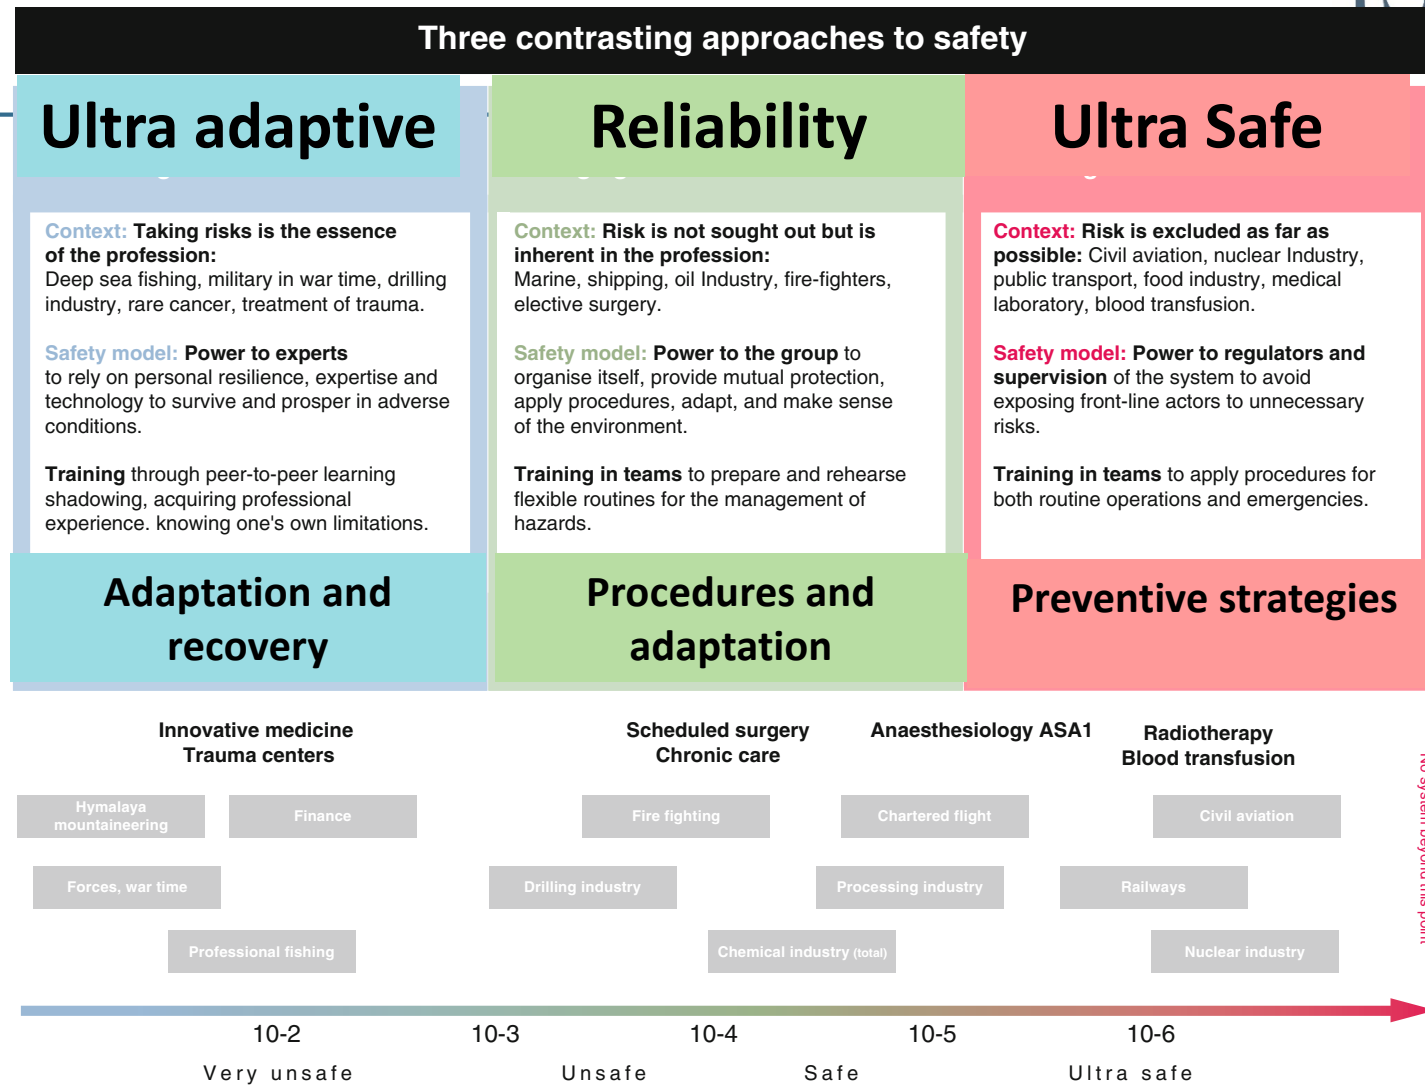 Three contrasting approaches to safety
Ultra adaptive
Reliability
Ultra Safe
Context: Taking risks is the essence
of the profession:
Deep sea fishing, military in war time, drilling
industry, rare cancer, treatment of trauma.
Safety model: Power to experts
to rely on personal resilience, expertise and
technology to survive and prosper in adverse
conditions.
Training through peer-to-peer learning
shadowing, acquiring professional
experience. knowing one's own limitations.
Context: Risk is not sought out but is
inherent in the profession:
Marine, shipping, oil Industry, fire-fighters,
elective surgery.
Safety model: Power to the group to
organise itself, provide mutual protection,
apply procedures, adapt, and make sense
of the environment.
Training in teams to prepare and rehearse
flexible routines for the management of
hazards.
Context: Risk is excluded as far as
possible: Civil aviation, nuclear Industry,
public transport, food industry, medical
laboratory, blood transfusion.
Safety model: Power to regulators and
supervision of the system to avoid
exposing front-line actors to unnecessary
risks.
Training in teams to apply procedures for
both routine operations and emergencies.
Adaptation and
recovery
Procedures and
adaptation
Preventive strategies
Innovative medicine
Trauma centers
Scheduled surgery
Chronic care
Anaesthesiology ASA1
Radiotherapy
Blood transfusion
Hymalaya
mountaineering
Finance
Fire fighting
Chartered flight
Civil aviation
Forces, war time
Drilling industry
Processing industry
Railways
Professional fishing
Chemical industry (total)
Nuclear industry
No system beyond this point
10-2
10-3
10-4
10-5
10-6
Very unsafe
Unsafe
Safe
Ultra safe